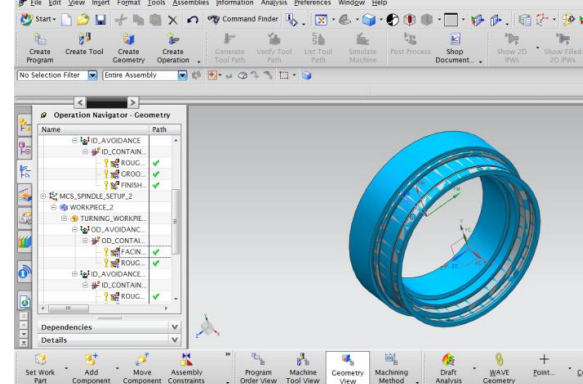 File Edit View Insert Format Tools Assemblies Information Analysis Preferences Window Help
Start Command Finder
Create Program Create Tool Create Geometry Create Operation Generate Tool Path Verify Tool Path List Tool Path Simulate Machine Post Process Shop Document... Show 2D IPWs Show Filled 2D IPWs
No Selection Filter Entire Assembly
Operation Navigator - Geometry
Name Path
ID_AVOIDANCE
ID_CONTAIN...
ROUG...
GROO...
FINISH...
MCS_SPINDLE_SETUP_2
WORKPIECE_2
TURNING_WORKPIE...
OD_AVOIDANC...
OD_CONTAI...
FACIN...
ROUG...
ID_AVOIDANCE...
ID_CONTAIN...
ROUG...
Dependencies
Details
Set Work Part Add Component Move Component Assembly Constraints Program Order View Machine Tool View Geometry View Machining Method Draft Analysis WAVE Geometry Point...